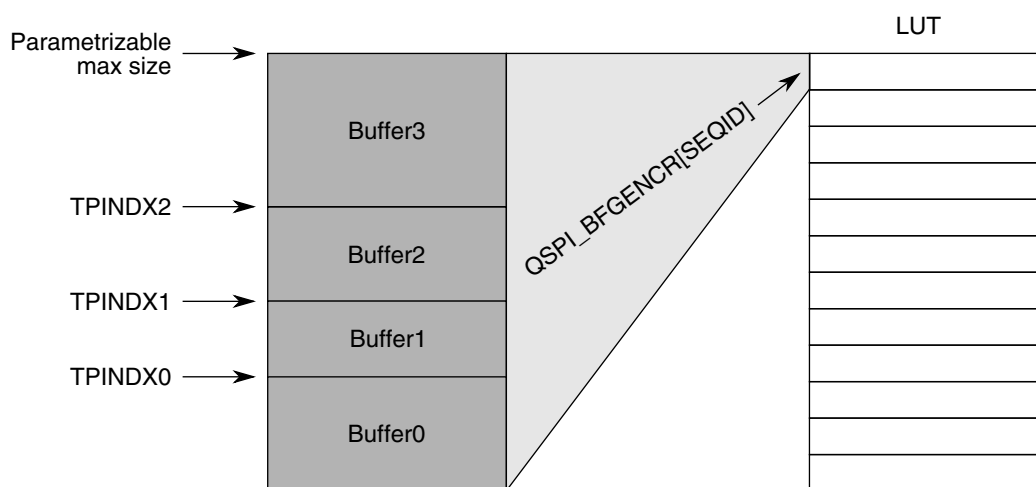 LUT
Parametrizable
max size
Buffer3
QSPI_BFGENCR[SEQID]
TPINDX2
Buffer2
TPINDX1
Buffer1
TPINDX0
Buffer0